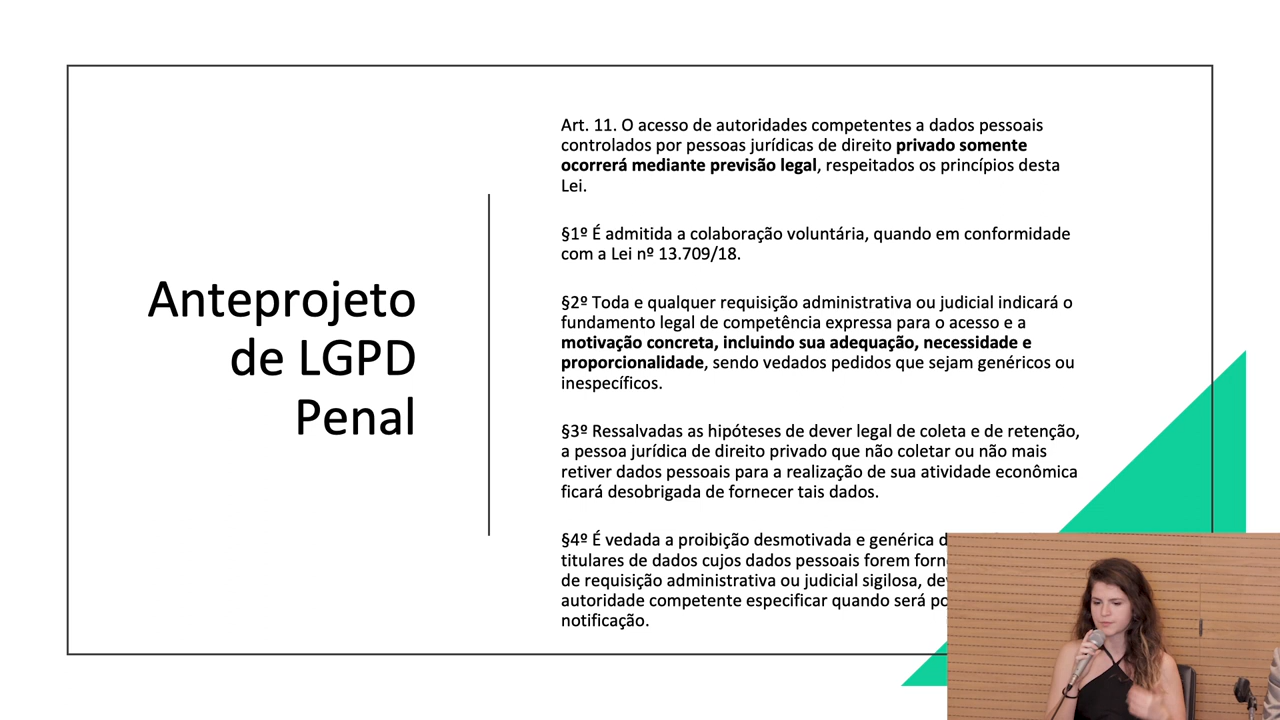 Anteprojeto
de LGPD
Penal
Art. 11. O acesso de autoridades competentes a dados pessoais
controlados por pessoas jurídicas de direito privado somente
ocorrerá mediante previsão legal, respeitados os princípios desta
Lei.
§1º É admitida a colaboração voluntária, quando em conformidade
com a Lei nº 13.709/18.
§2º Toda e qualquer requisição administrativa ou judicial indicará o
fundamento legal de competência expressa para o acesso e a
motivação concreta, incluindo sua adequação, necessidade e
proporcionalidade, sendo vedados pedidos que sejam genéricos ou
inespecíficos.
§3º Ressalvadas as hipóteses de dever legal de coleta e de retenção,
a pessoa jurídica de direito privado que não coletar ou não mais
retiver dados pessoais para a realização de sua atividade econômica
ficará desobrigada de fornecer tais dados.
§4º É vedada a proibição desmotivada e genérica
titulares de dados cujos dados pessoais forem
de requisição administrativa ou judicial sigilosa,
autoridade competente especificar quando será
notificação.